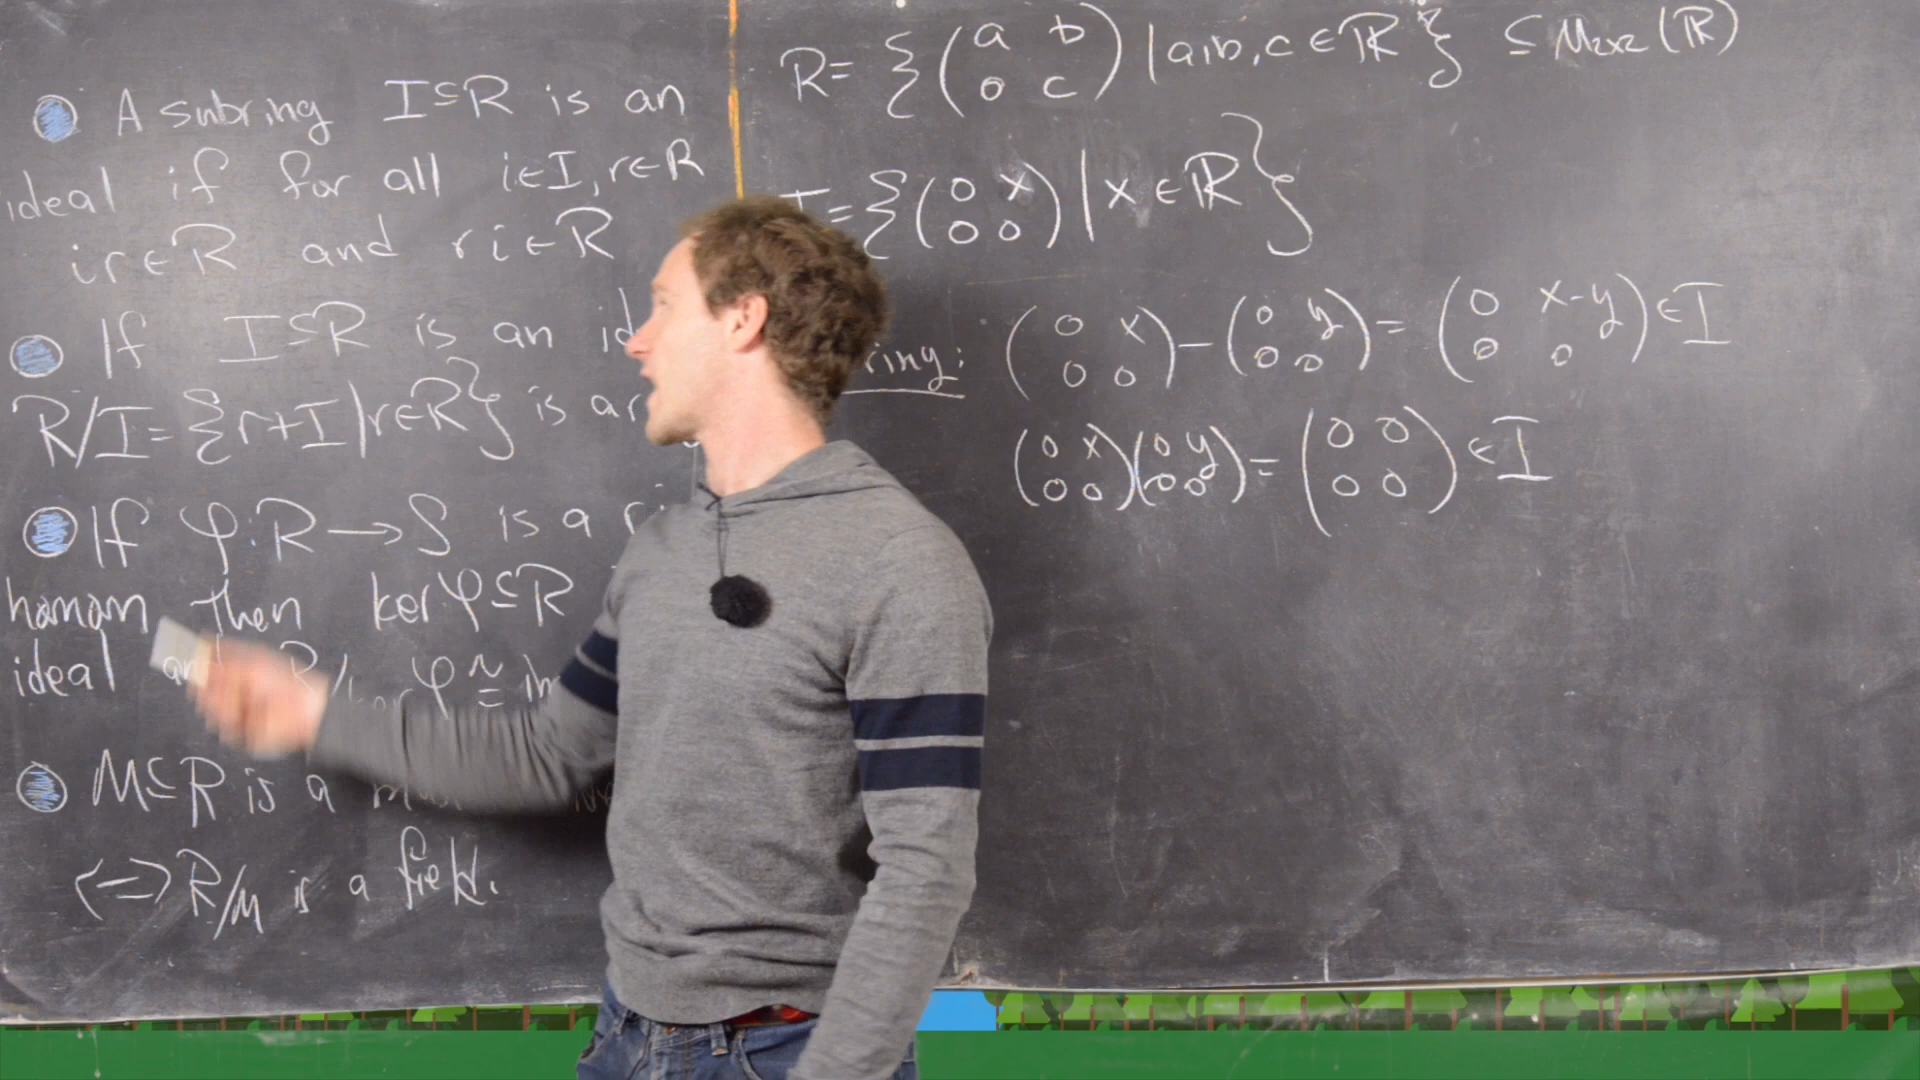 ● A subring I⊆R is an
ideal if for all i∈I, r∈R
ir∈R and ri∈R
● If I⊆R is an
R/I = {r+I | r∈R} is
● If φ: R → S is a
homom then ker φ ⊆ R
ideal φ ≅
● M⊆R is a
<=> R/M is a field.
R = {(a b
0 c) | a,b,c ∈ ℝ} ⊆ M₂ₓ₂(ℝ)
= {(0 x
0 0) | x ∈ ℝ}
(0 x
0 0) - (0 y
0 0) = (0 x-y
0 0) ∈ I
(0 x
0 0)(0 y
0 0) = (0 0
0 0) ∈ I